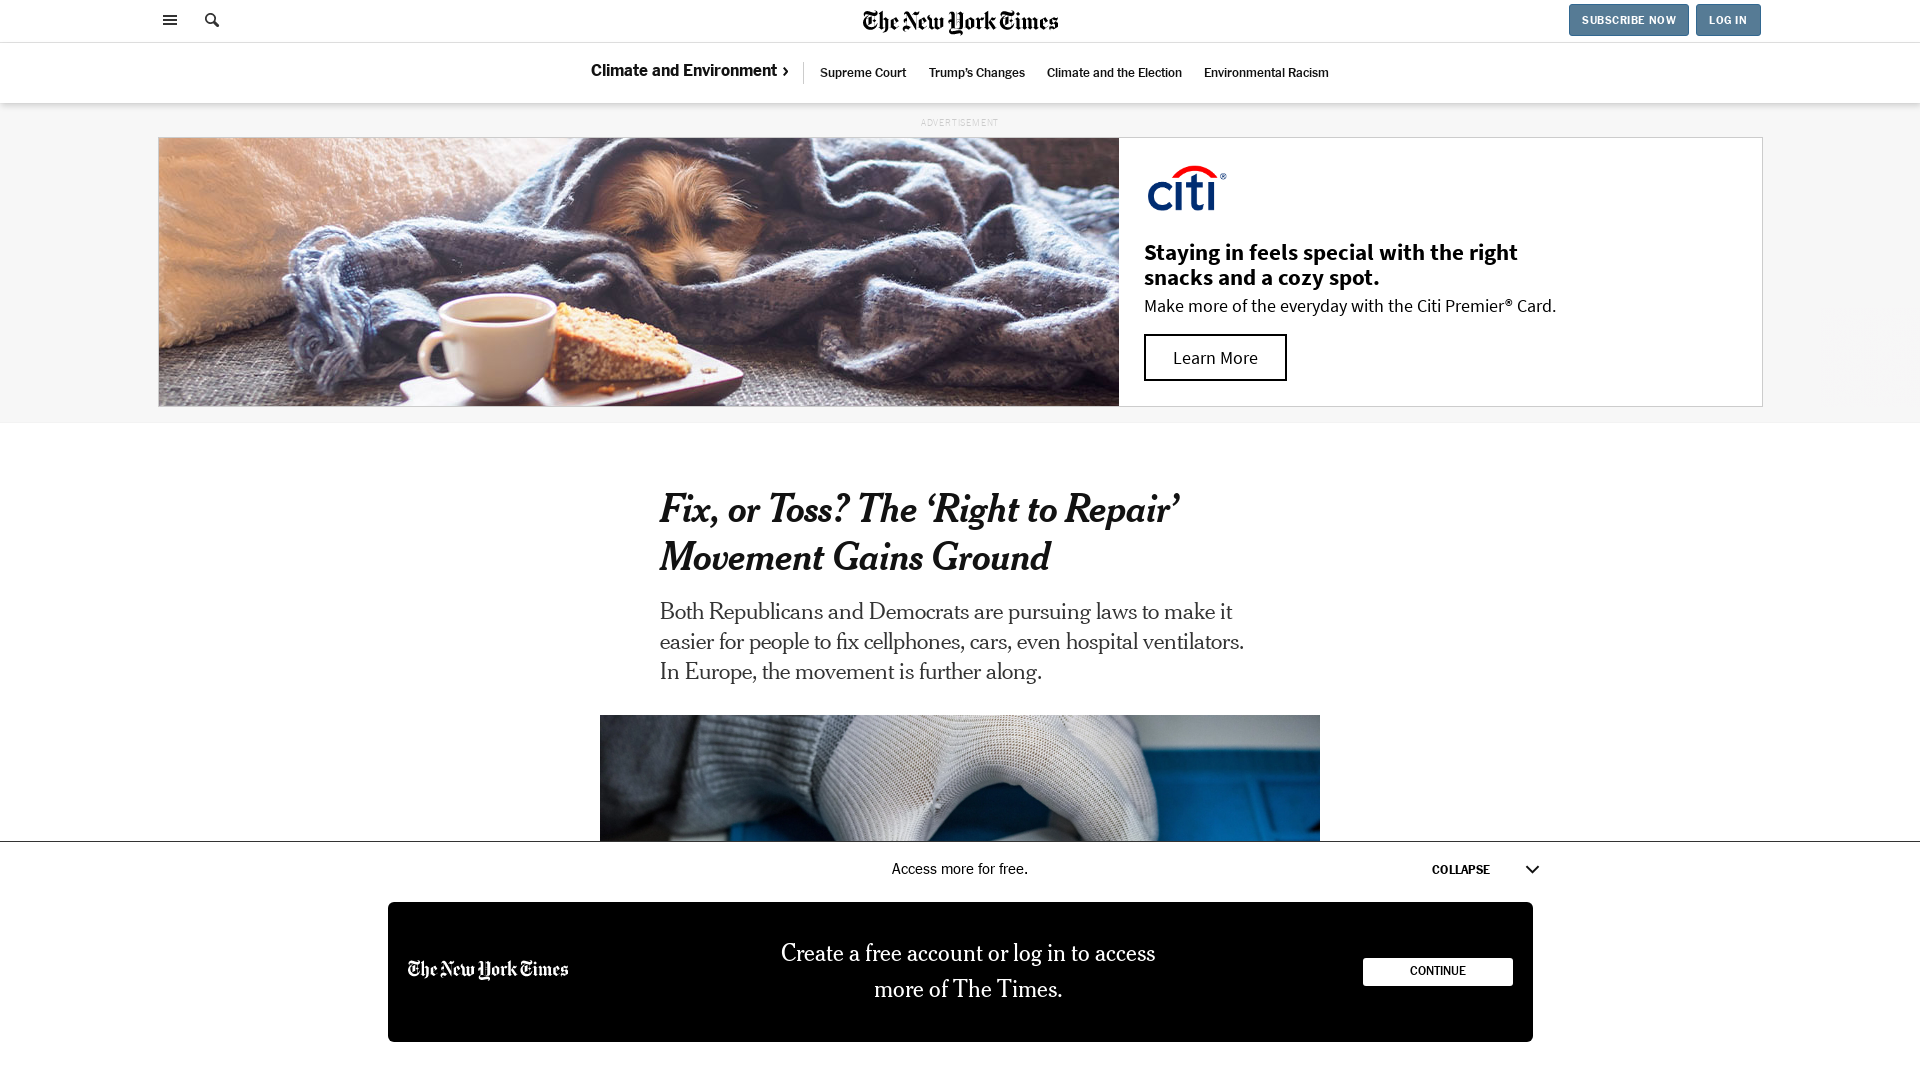 The New York Times
SUBSCRIBE NOW
LOG IN
Climate and Environment ›
Supreme Court
Trump's Changes
Climate and the Election
Environmental Racism
ADVERTISEMENT
citi®
Staying in feels special with the right
snacks and a cozy spot.
Make more of the everyday with the Citi Premier® Card.
Learn More
Fix, or Toss? The ‘Right to Repair’
Movement Gains Ground
Both Republicans and Democrats are pursuing laws to make it
easier for people to fix cellphones, cars, even hospital ventilators.
In Europe, the movement is further along.
Access more for free.
COLLAPSE
The New York Times
Create a free account or log in to access
more of The Times.
CONTINUE